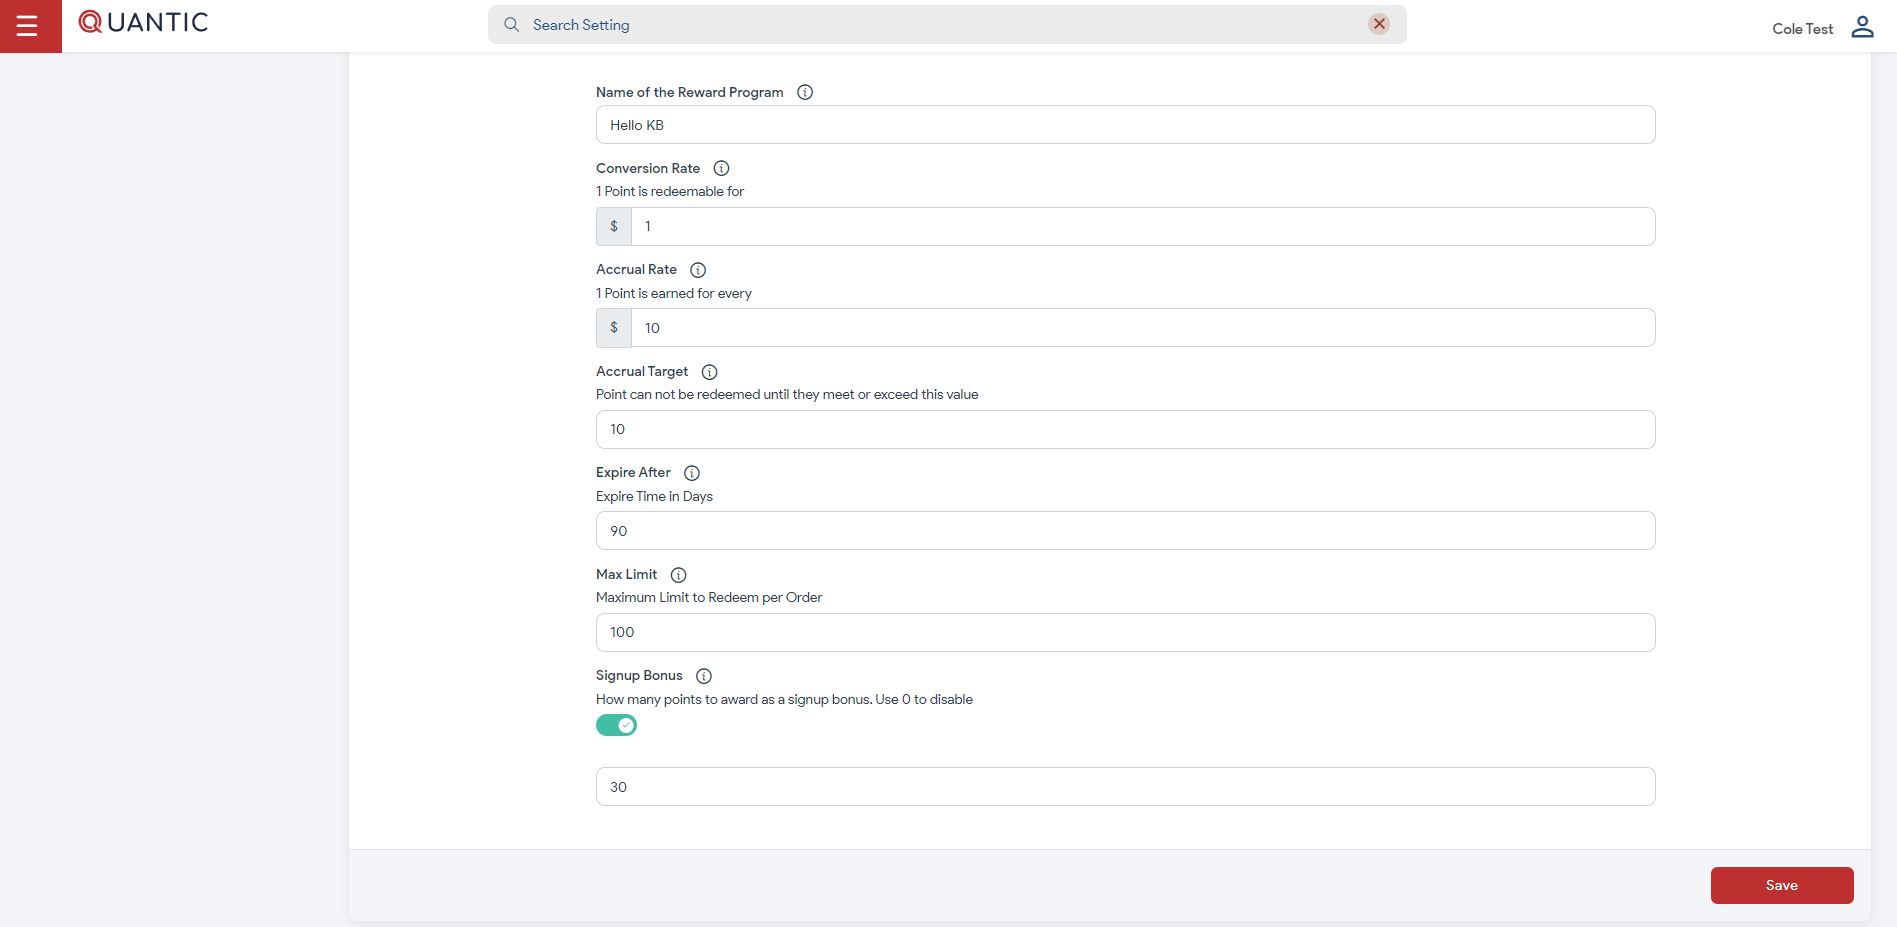 QUANTIC
Search Setting
Cole Test
Name of the Reward Program
Hello KB
Conversion Rate
1 Point is redeemable for
$ 1
Accrual Rate
1 Point is earned for every
$ 10
Accrual Target
Point can not be redeemed until they meet or exceed this value
10
Expire After
Expire Time in Days
90
Max Limit
Maximum Limit to Redeem per Order
100
Signup Bonus
How many points to award as a signup bonus. Use 0 to disable
30
Save